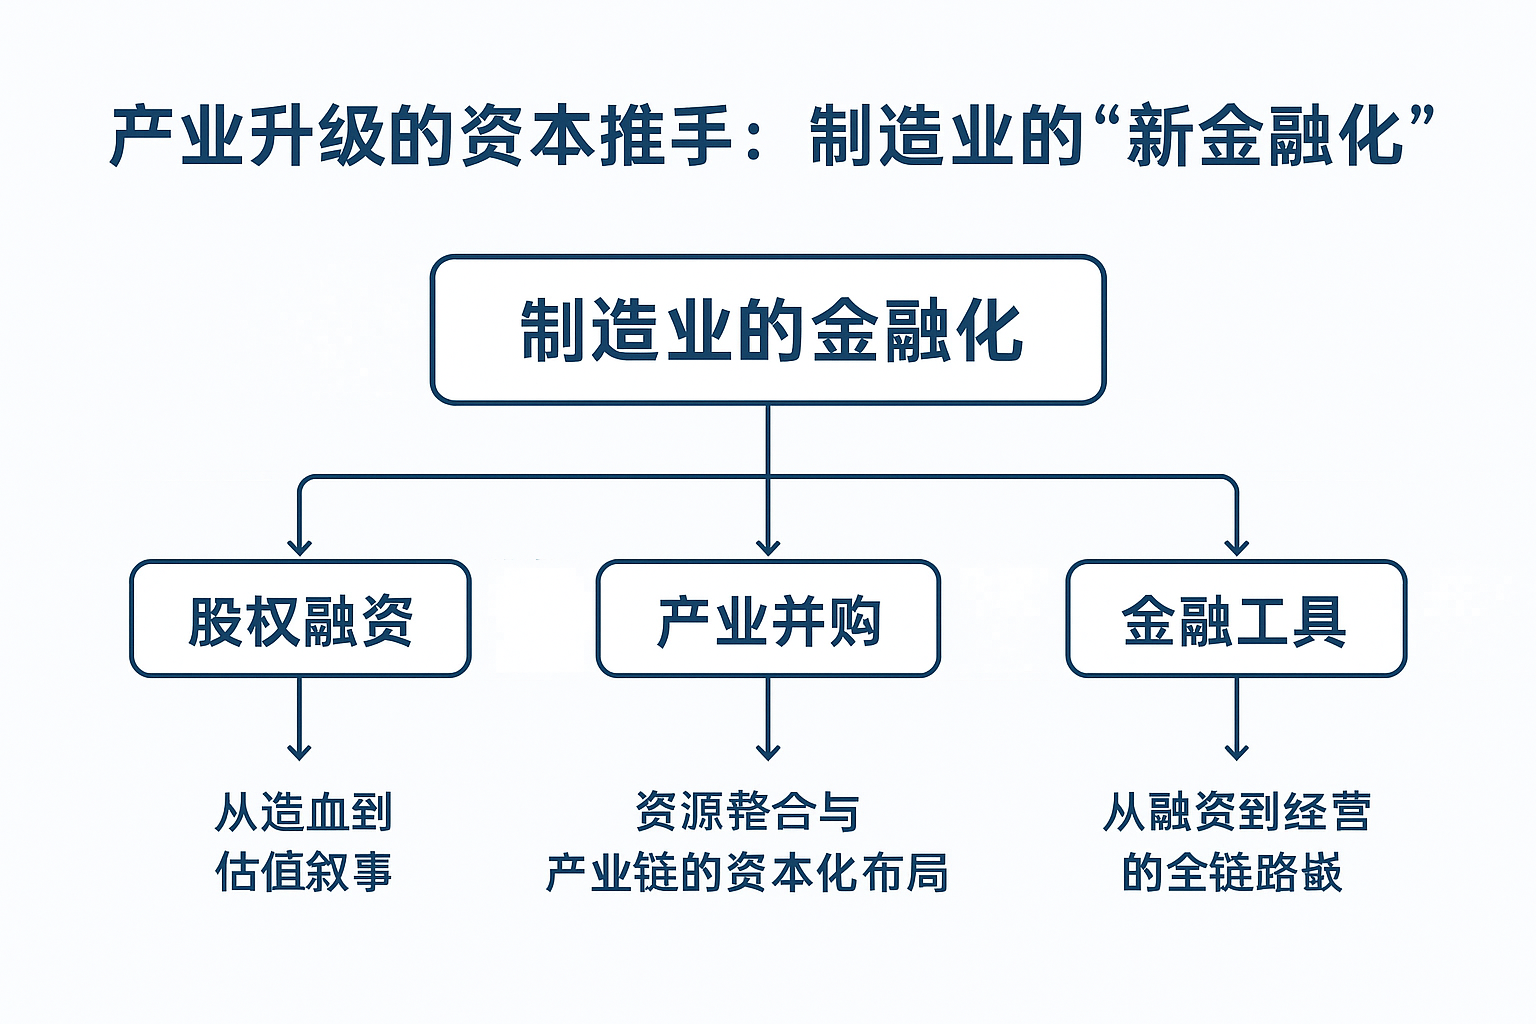 产业升级的资本推手：制造业的“新金融化”
制造业的金融化
股权融资
产业并购
金融工具
从造血到
估值叙事
资源整合与
产业链的资本化布局
从融资到经营
的全链路